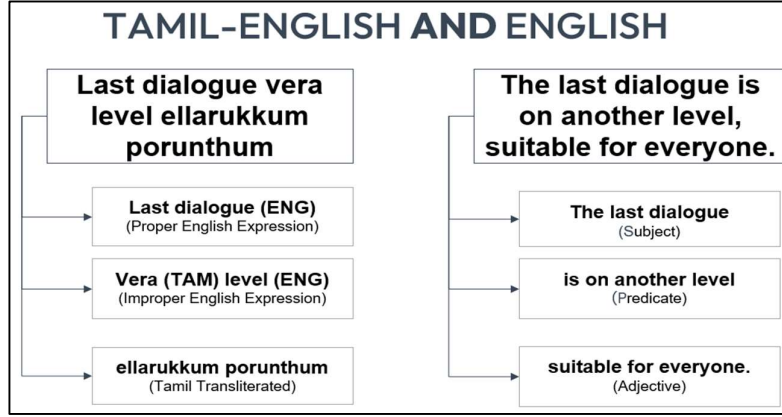 TAMIL-ENGLISH AND ENGLISH
Last dialogue vera
level ellarukkum
porunthum
Last dialogue (ENG)
(Proper English Expression)
Vera (TAM) level (ENG)
(Improper English Expression)
ellarukkum porunthum
(Tamil Transliterated)
The last dialogue is
on another level,
suitable for everyone.
The last dialogue
(Subject)
is on another level
(Predicate)
suitable for everyone.
(Adjective)